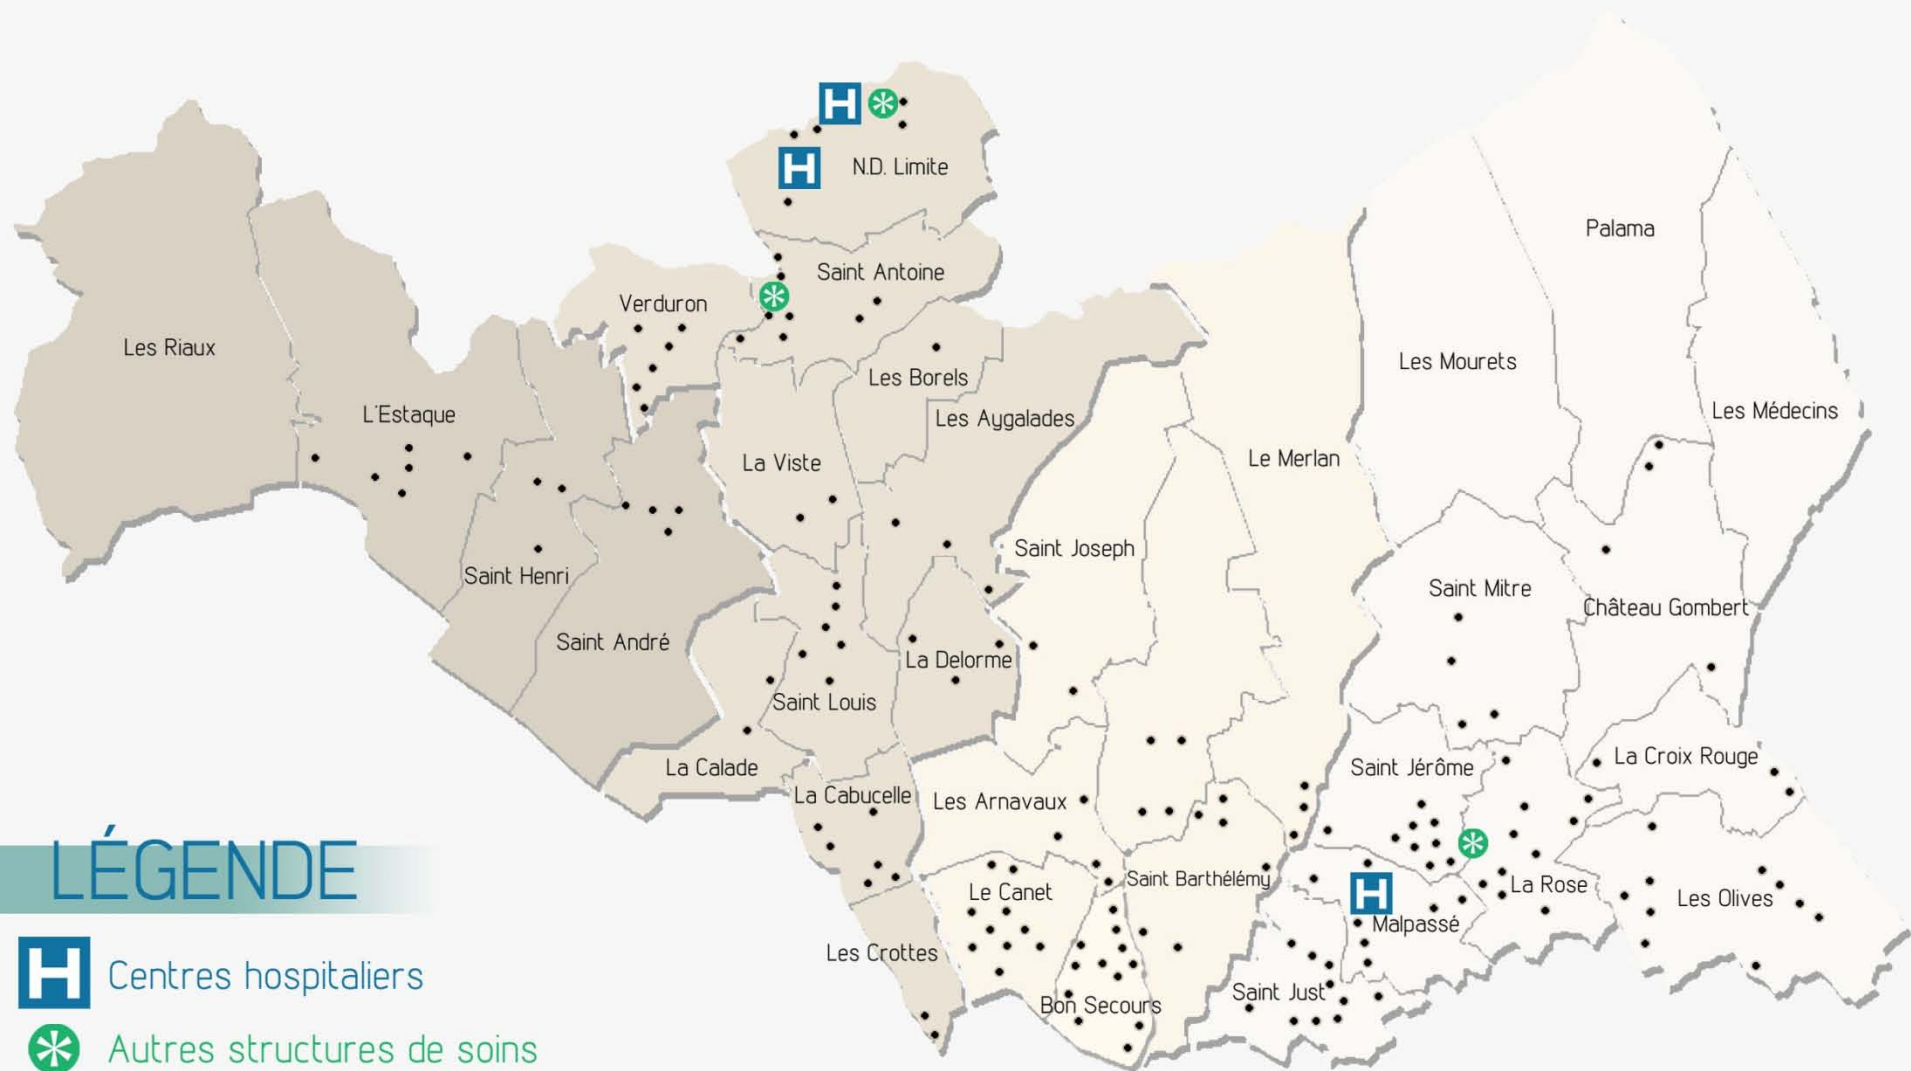 N.D. Limite
Saint Antoine
Verduron
Les Riaux
Les Borels
L'Estaque
Les Aygalades
La Viste
Saint Henri
Saint André
La Delorme
Saint Louis
La Calade
La Cabucelle
Les Crottes
Palama
Les Mourets
Les Médecins
Le Merlan
Saint Joseph
Saint Mitre
Château Gombert
La Croix Rouge
Saint Jérôme
Les Arnavaux
Le Canet
Saint Barthélémy
La Rose
Les Olives
Malpassé
Saint Just
Bon Secours
LÉGENDE
H Centres hospitaliers
Autres structures de soins
H
H
H